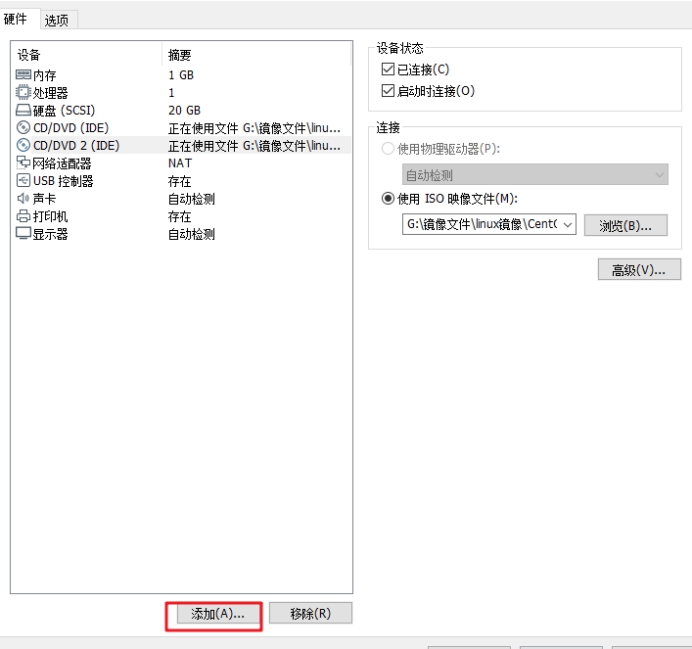 硬件 选项
设备 摘要
内存 1 GB
处理器 1
硬盘 (SCSI) 20 GB
CD/DVD (IDE) 正在使用文件 G:\镜像文件\linu...
CD/DVD 2 (IDE) 正在使用文件 G:\镜像文件\linu...
网络适配器 NAT
USB 控制器 存在
声卡 自动检测
打印机 存在
显示器 自动检测
添加(A)... 移除(R)
设备状态
已连接(C)
启动时连接(O)
连接
使用物理驱动器(P):
自动检测
使用 ISO 映像文件(M):
G:\镜像文件\linux镜像\Cent 浏览(B)...
高级(V)...